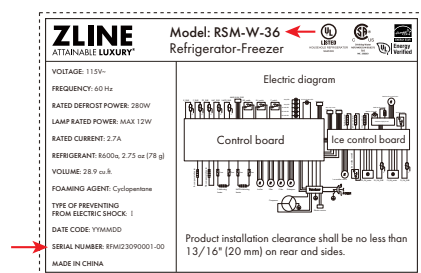 ZLINE
ATTAINABLE LUXURY®
Model: RSM-W-36
Refrigerator-Freezer
UL
LISTED
C US
Energy
Verified
VOLTAGE: 115V~
FREQUENCY: 60 Hz
RATED DEFROST POWER: 280W
LAMP RATED POWER: MAX 12W
RATED CURRENT: 2.7A
REFRIGERANT: R600a, 2.75 oz (78 g)
VOLUME: 28.9 cu.ft.
FOAMING AGENT: Cyclopentane
TYPE OF PREVENTING
FROM ELECTRIC SHOCK: I
DATE CODE: YYMMDD
SERIAL NUMBER: RFMI23090001-00
MADE IN CHINA
Electric diagram
Control board
Ice control board
Product installation clearance shall be no less than
13/16" (20 mm) on rear and sides.